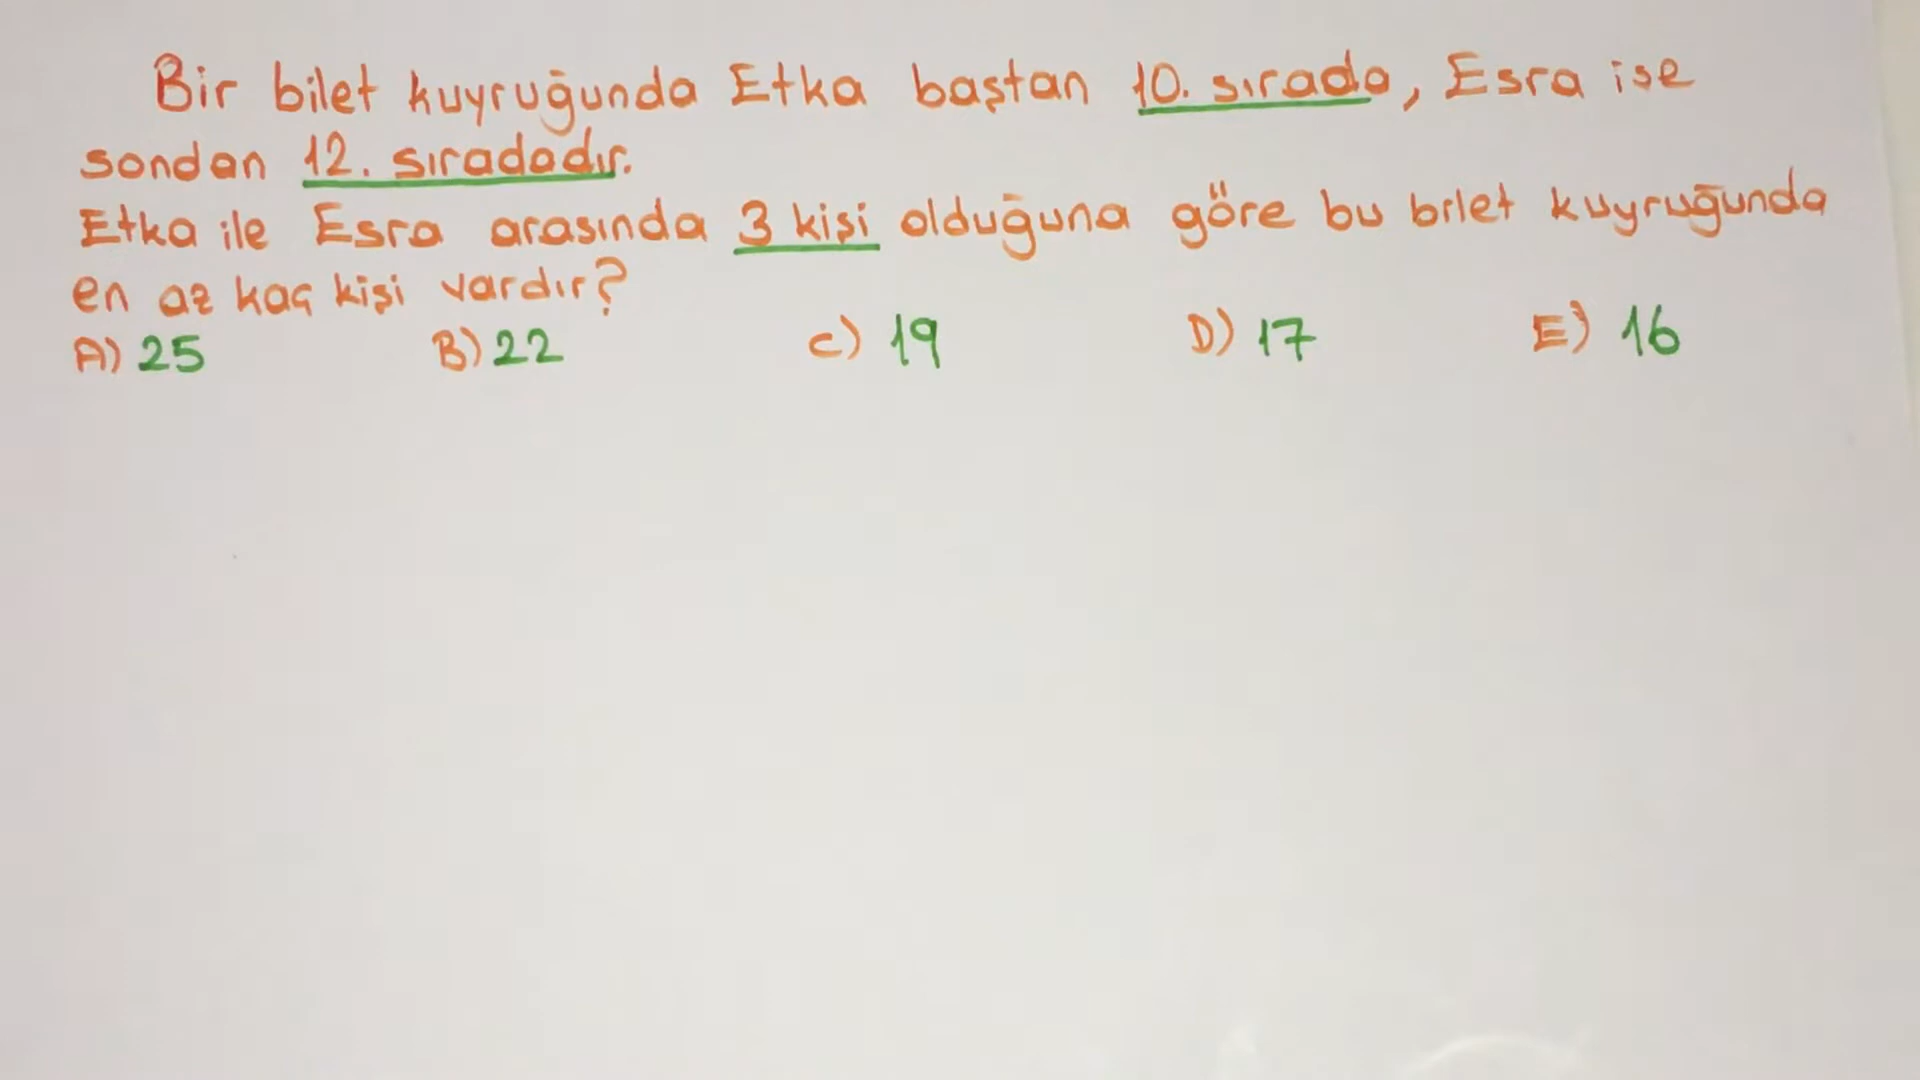 Bir bilet kuyruğunda Etka baştan 10. sırada, Esra ise
sondan 12. sıradadır.
Etka ile Esra arasında 3 kişi olduğuna göre bu bilet kuyruğunda
en az kaç kişi vardır?
A) 25 B) 22 C) 19 D) 17 E) 16